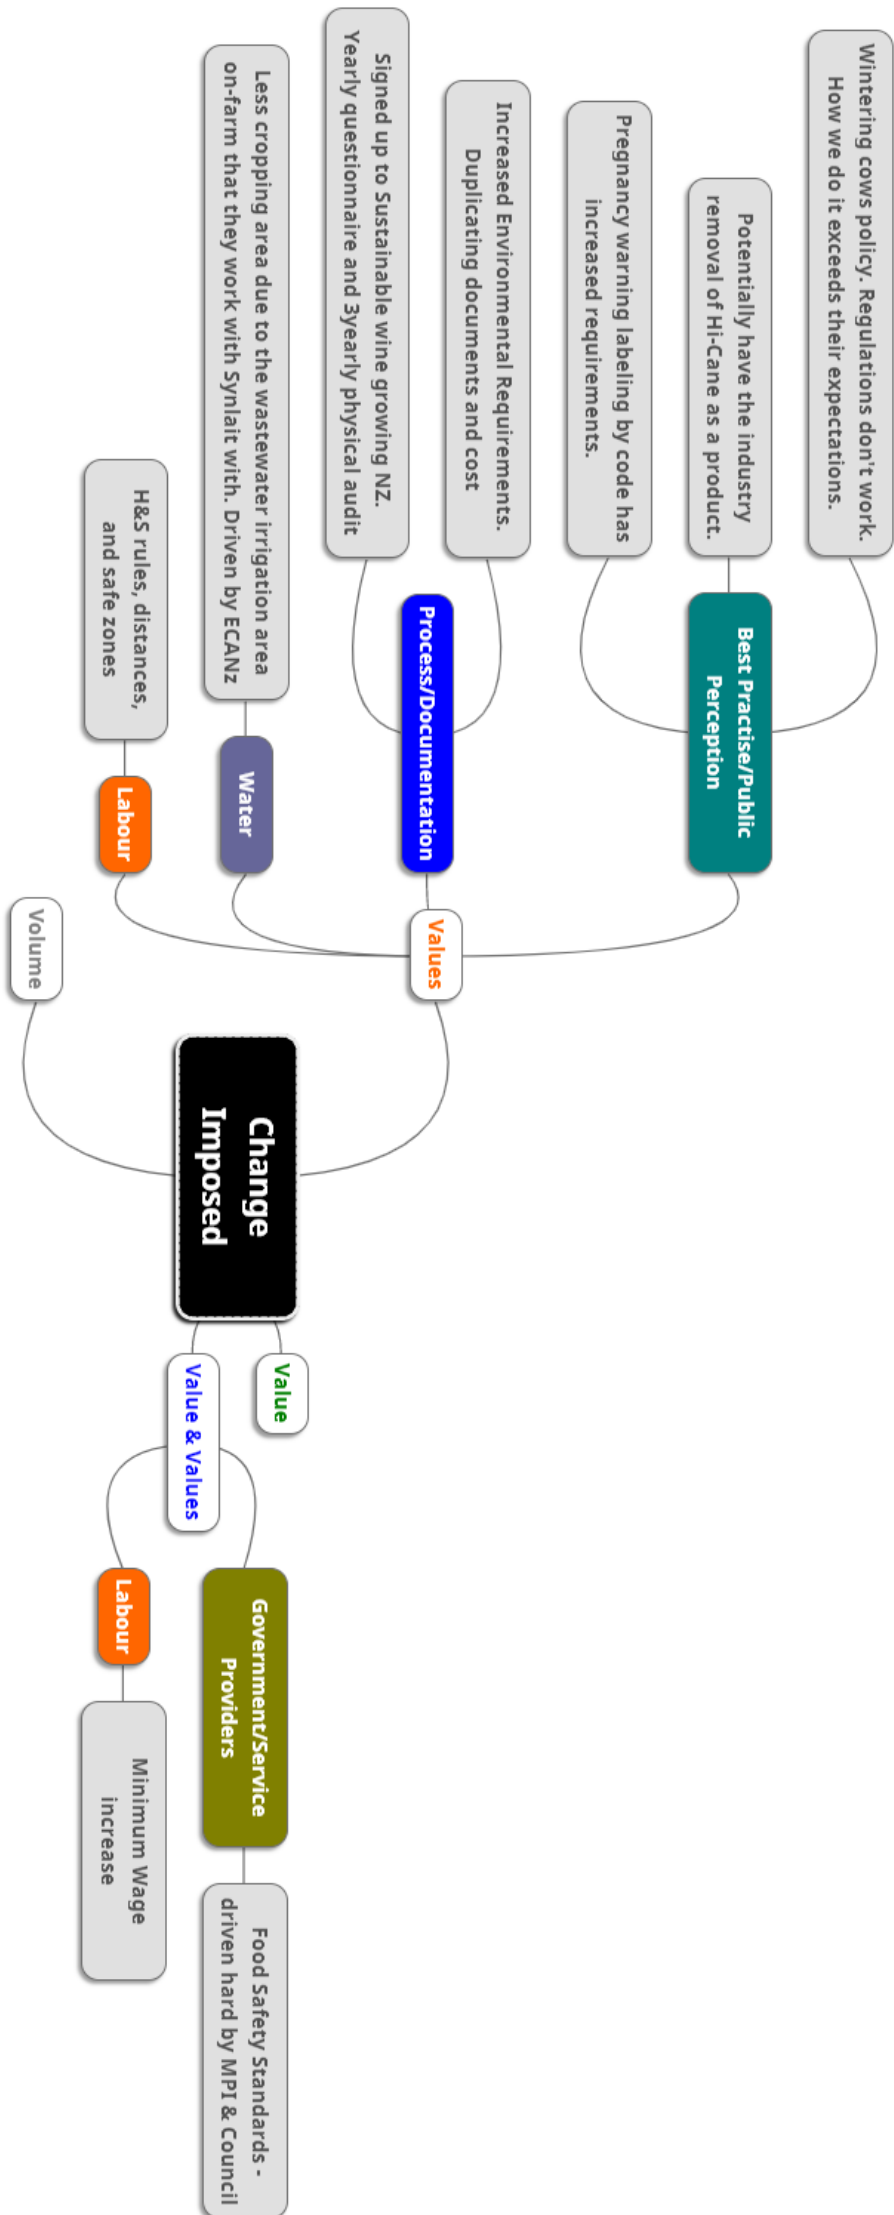 Wintering cows policy. Regulations don't work.
How we do it exceeds their expectations.
Potentially have the industry
removal of Hi-Cane as a product.
Pregnancy warning labeling by code has
increased requirements.
Best Practise/Public
Perception
Increased Environmental Requirements.
Duplicating documents and cost
Signed up to Sustainable wine growing NZ.
Yearly questionnaire and 3yearly physical audit
Process/Documentation
Less cropping area due to the wastewater irrigation area
on-farm that they work with Synlait with. Driven by ECANz
Water
H&S rules, distances,
and safe zones
Labour
Values
Volume
Change
Imposed
Value
Value & Values
Government/Service
Providers
Food Safety Standards -
driven hard by MPI & Council
Labour
Minimum Wage
increase